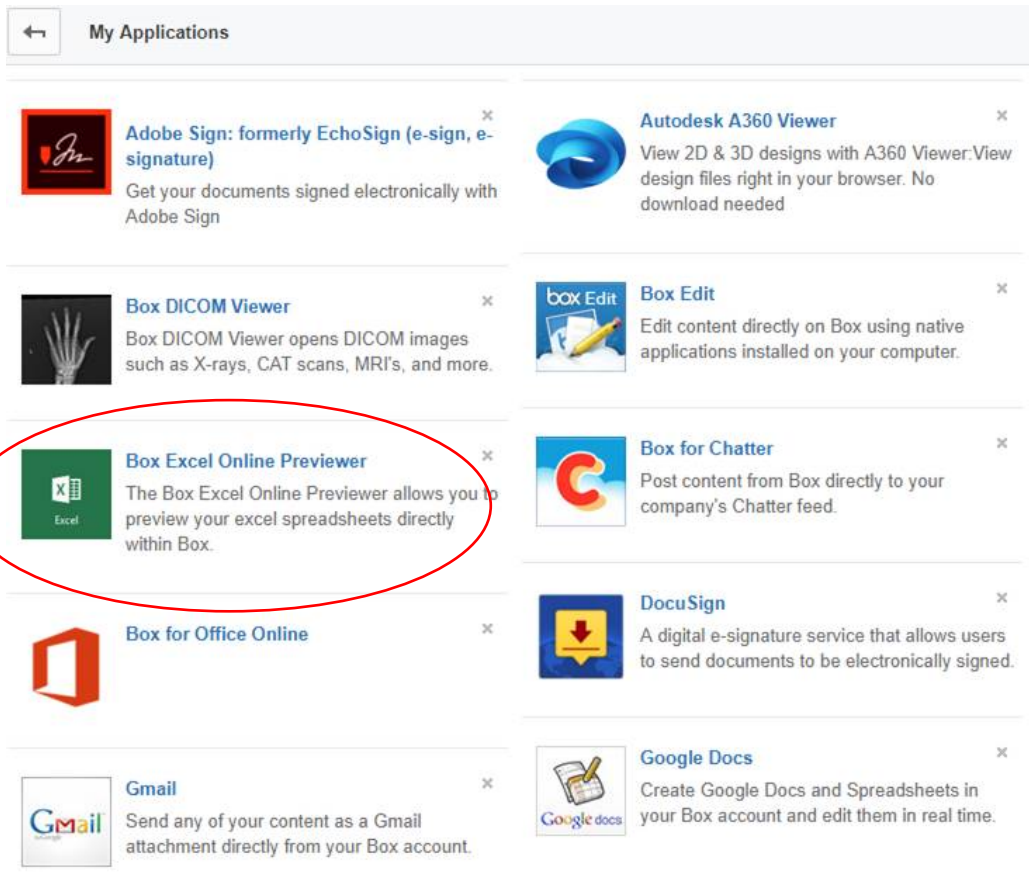 My Applications
Adobe Sign: formerly EchoSign (e-sign, e-
signature)
Get your documents signed electronically with
Adobe Sign
Autodesk A360 Viewer
View 2D & 3D designs with A360 Viewer:View
design files right in your browser. No
download needed
Box DICOM Viewer
Box DICOM Viewer opens DICOM images
such as X-rays, CAT scans, MRI's, and more.
box Edit
Box Edit
Edit content directly on Box using native
applications installed on your computer.
X
Excel
Box Excel Online Previewer
The Box Excel Online Previewer allows you to
preview your excel spreadsheets directly
within Box.
C
Box for Chatter
Post content from Box directly to your
company's Chatter feed.
Box for Office Online
DocuSign
A digital e-signature service that allows users
to send documents to be electronically signed.
Gmail
Gmail
Send any of your content as a Gmail
attachment directly from your Box account.
Google docs
Google Docs
Create Google Docs and Spreadsheets in
your Box account and edit them in real time.